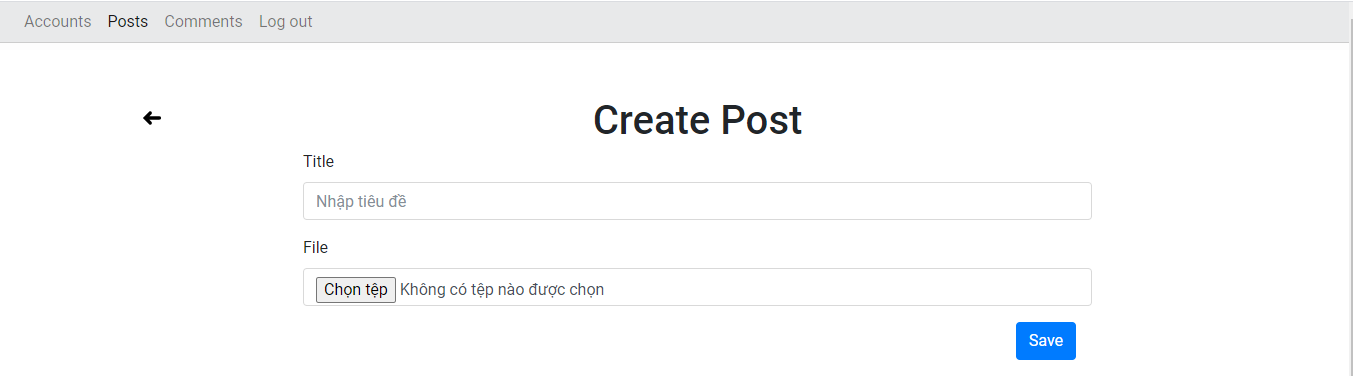 Accounts Posts Comments Log out
Create Post
Title
Nhập tiêu đề
File
Chọn tệp Không có tệp nào được chọn
Save